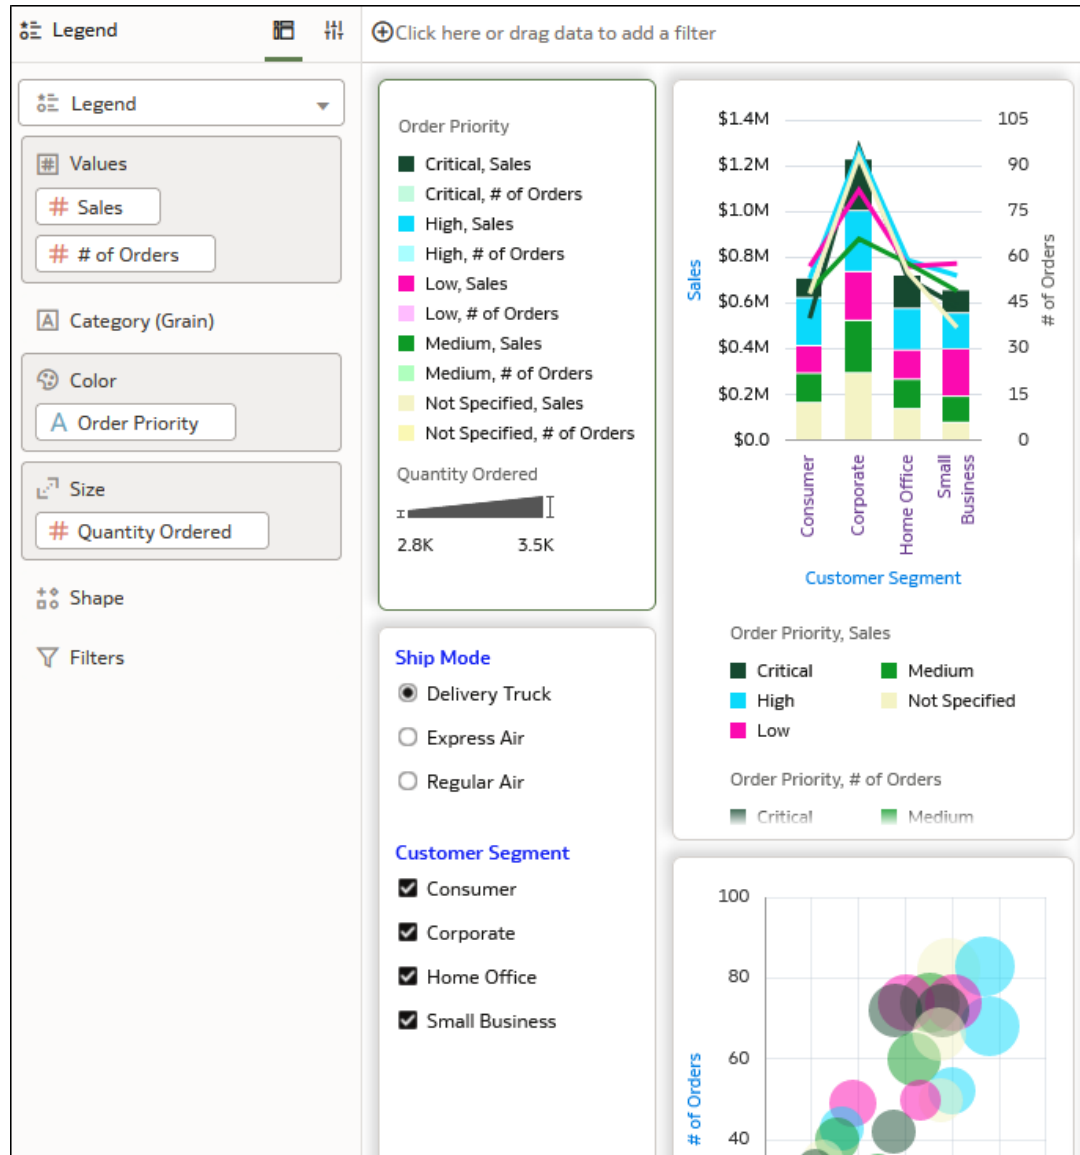 Legend
Click here or drag data to add a filter
Legend
Values
# Sales
# # of Orders
A Category (Grain)
Color
A Order Priority
Size
# Quantity Ordered
Shape
Filters
Order Priority
Critical, Sales
Critical, # of Orders
High, Sales
High, # of Orders
Low, Sales
Low, # of Orders
Medium, Sales
Medium, # of Orders
Not Specified, Sales
Not Specified, # of Orders
Quantity Ordered
2.8K 3.5K
Ship Mode
Delivery Truck
Express Air
Regular Air
Customer Segment
Consumer
Corporate
Home Office
Small Business
$1.4M 105
$1.2M 90
$1.0M 75
$0.8M 60
$0.6M 45
$0.4M 30
$0.2M 15
$0.0 0
Sales
# of Orders
Consumer
Corporate
Home Office
Small
Business
Customer Segment
Order Priority, Sales
Critical Medium
High Not Specified
Low
Order Priority, # of Orders
Critical Medium
100
80
60
40
# of Orders